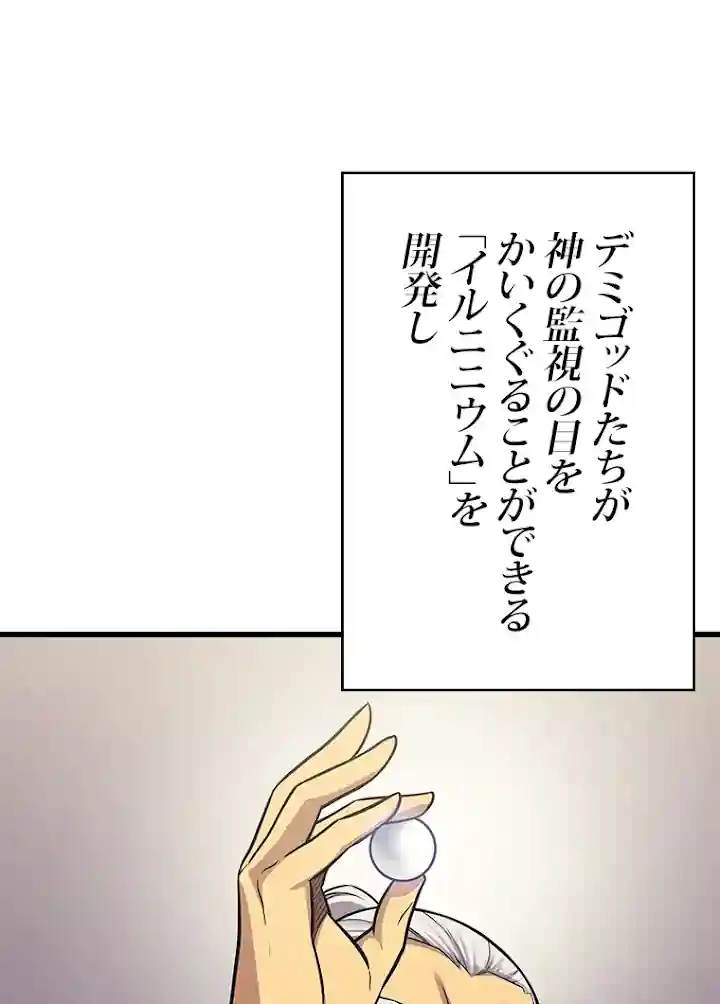 デミゴッドたちが
神の監視の目を
かいくぐることができる
「イルニニウム」を
開発し